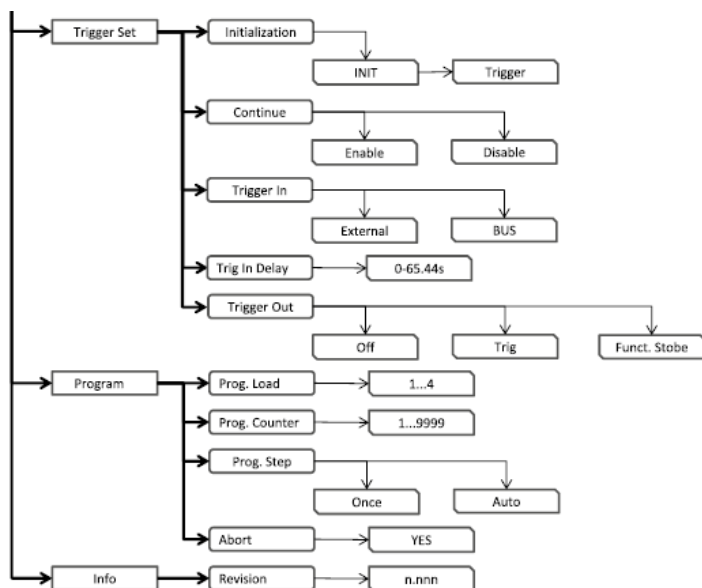 Trigger Set
Initialization
INIT
Trigger
Continue
Enable
Disable
Trigger In
External
BUS
Trig In Delay
0-65.44s
Trigger Out
Off
Trig
Funct. Stobe
Program
Prog. Load
1...4
Prog. Counter
1...9999
Prog. Step
Once
Auto
Abort
YES
Info
Revision
n.nnn